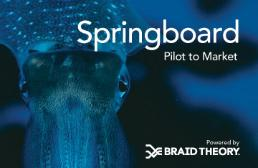 Springboard
Pilot to Market
Powered by
BRAID THEORY.